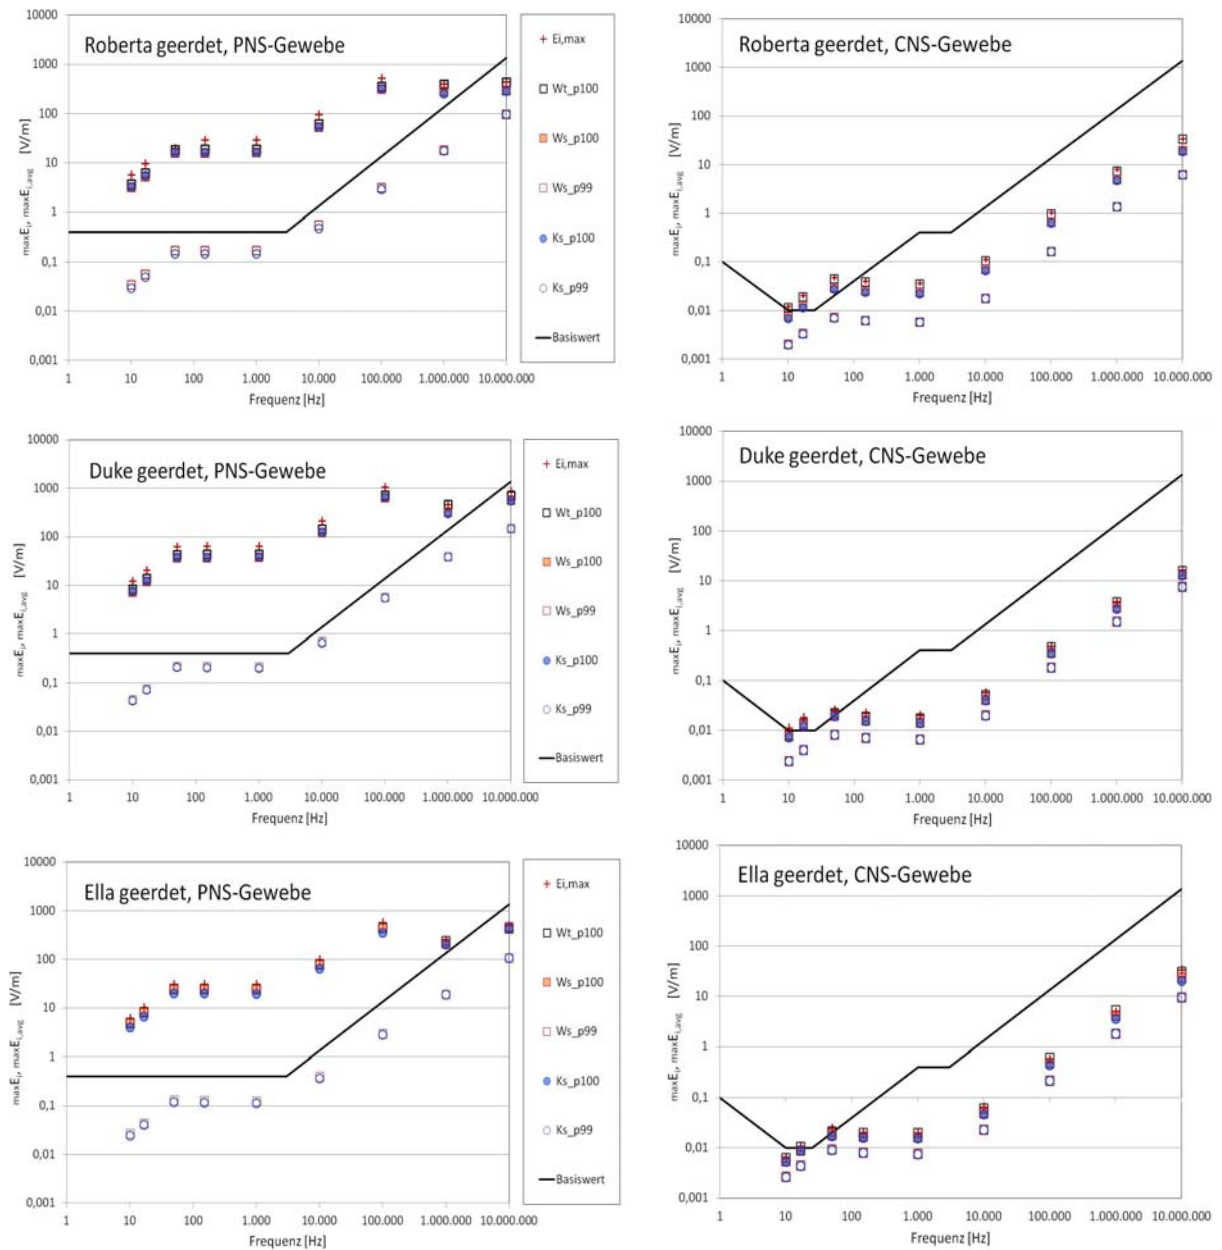 Roberta geerdet, PNS-Gewebe
10000
1000
100
10
1
0,1
0,01
0,001
maxEᵢ, maxEᵢ,avg [V/m]
1 10 100 1.000 10.000 100.000 1.000.000 10.000.000
Frequenz [Hz]
Ei,max
Wt_p100
Ws_p100
Ws_p99
Ks_p100
Ks_p99
Basiswert
Roberta geerdet, CNS-Gewebe
10000
1000
100
10
1
0,1
0,01
0,001
maxEᵢ, maxEᵢ,avg [V/m]
1 10 100 1.000 10.000 100.000 1.000.000 10.000.000
Frequenz [Hz]
Duke geerdet, PNS-Gewebe
10000
1000
100
10
1
0,1
0,01
0,001
maxEᵢ, maxEᵢ,avg [V/m]
1 10 100 1.000 10.000 100.000 1.000.000 10.000.000
Frequenz [Hz]
Ei,max
Wt_p100
Ws_p100
Ws_p99
Ks_p100
Ks_p99
Basiswert
Duke geerdet, CNS-Gewebe
10000
1000
100
10
1
0,1
0,01
0,001
maxEᵢ, maxEᵢ,avg [V/m]
1 10 100 1.000 10.000 100.000 1.000.000 10.000.000
Frequenz [Hz]
Ella geerdet, PNS-Gewebe
10000
1000
100
10
1
0,1
0,01
0,001
maxEᵢ, maxEᵢ,avg [V/m]
1 10 100 1.000 10.000 100.000 1.000.000 10.000.000
Frequenz [Hz]
Ei,max
Wt_p100
Ws_p100
Ws_p99
Ks_p100
Ks_p99
Basiswert
Ella geerdet, CNS-Gewebe
10000
1000
100
10
1
0,1
0,01
0,001
maxEᵢ, maxEᵢ,avg [V/m]
1 10 100 1.000 10.000 100.000 1.000.000 10.000.000
Frequenz [Hz]